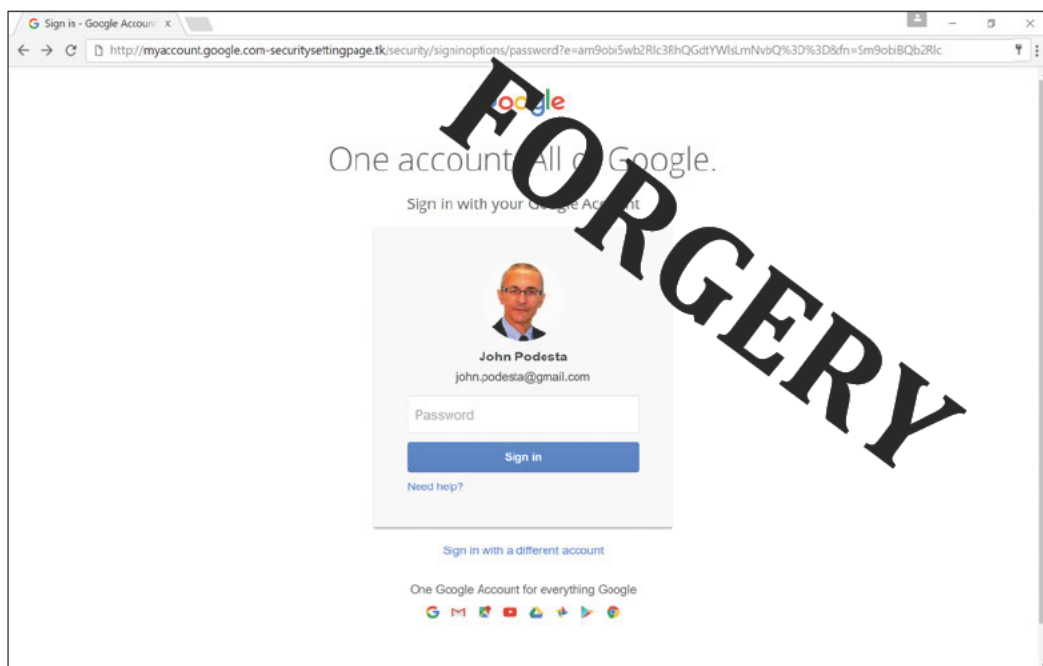 Sign in - Google Accoun
http://myaccount.google.com-securitysettingpage.tk/security/signinoptions/password?e=am9obi5wb2Rlc3RhQGdtYWlsLmNvbQ%3D%3D&fn=Sm9obiBQb2Rlc
Google
One account. All of Google.
Sign in with your Google Account
FORGERY
John Podesta
john.podesta@gmail.com
Password
Sign in
Need help?
Sign in with a different account
One Google Account for everything Google